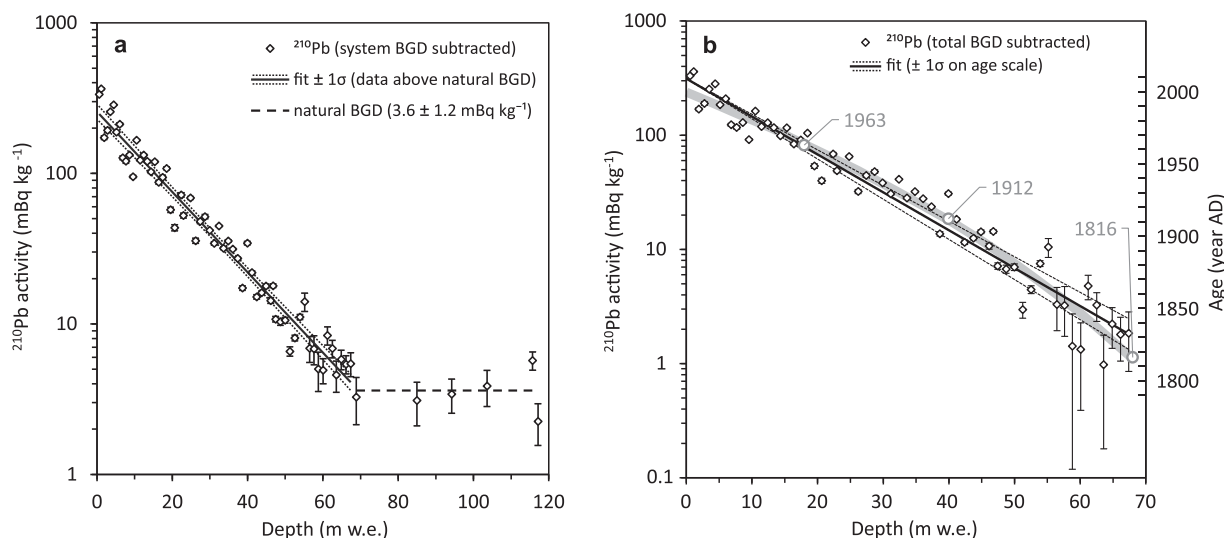 a
²¹⁰Pb (system BGD subtracted)
fit ± 1σ (data above natural BGD)
natural BGD (3.6 ± 1.2 mBq kg⁻¹)
²¹⁰Pb activity (mBq kg ⁻¹)
1000
100
10
1
0 20 40 60 80 100 120
Depth (m w.e.)
b
²¹⁰Pb (total BGD subtracted)
fit (± 1σ on age scale)
1963
1912
1816
²¹⁰Pb activity (mBq kg⁻¹)
1000
100
10
1
0.1
0 10 20 30 40 50 60 70
Depth (m w.e.)
2000
1950
1900
1850
1800
Age (year AD)